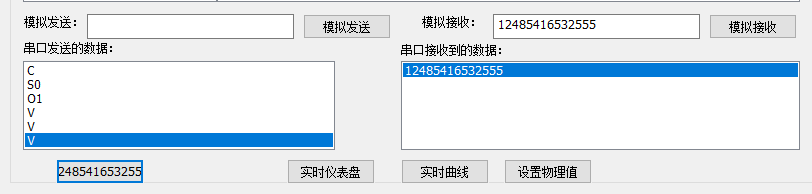 模拟发送： 模拟发送 模拟接收： 12485416532555 模拟接收
串口发送的数据： 串口接收到的数据：
C 12485416532555
S0
O1
V
V
V
248541653255 实时仪表盘 实时曲线 设置物理值